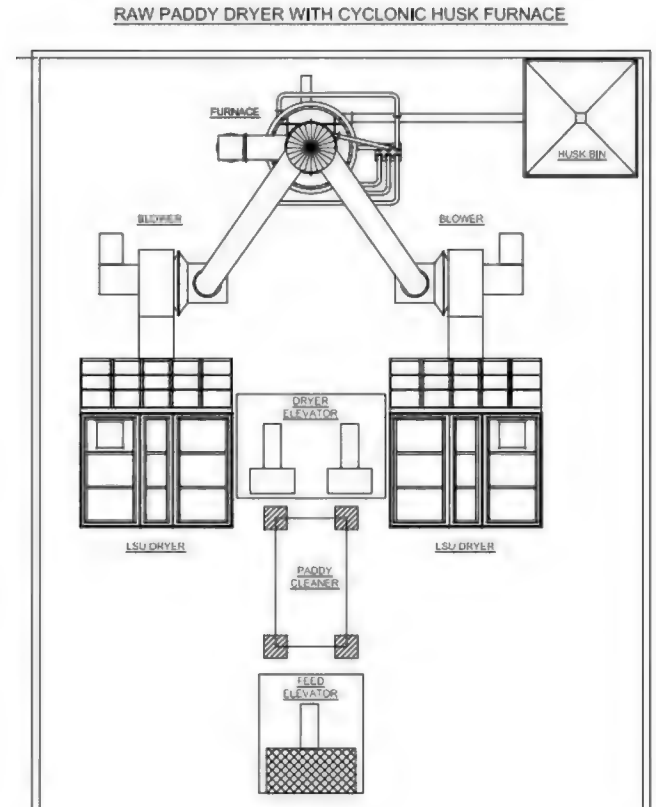 RAW PADDY DRYER WITH CYCLONIC HUSK FURNACE
FURNACE
HUSK BIN
BLOWER
BLOWER
DRYER
ELEVATOR
LSU DRYER
LSU DRYER
PADDY
CLEANER
FEED
ELEVATOR